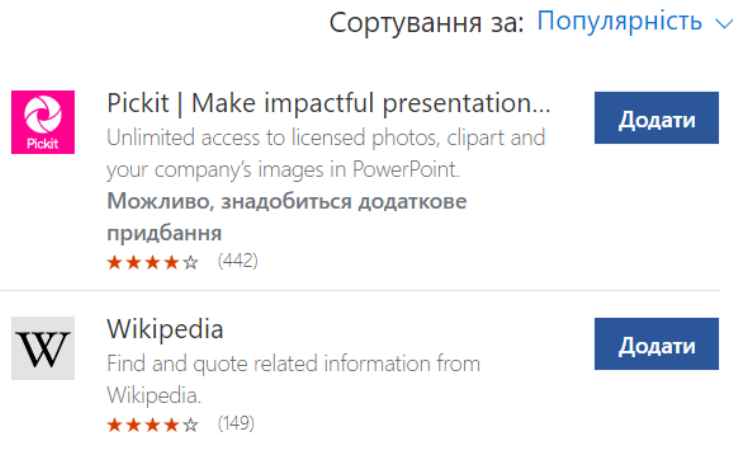 Сортування за: Популярність
Pickit
Pickit | Make impactful presentation...
Додати
Unlimited access to licensed photos, clipart and
your company's images in PowerPoint.
Можливо, знадобиться додаткове
придбання
(442)
W
Wikipedia
Додати
Find and quote related information from
Wikipedia.
(149)